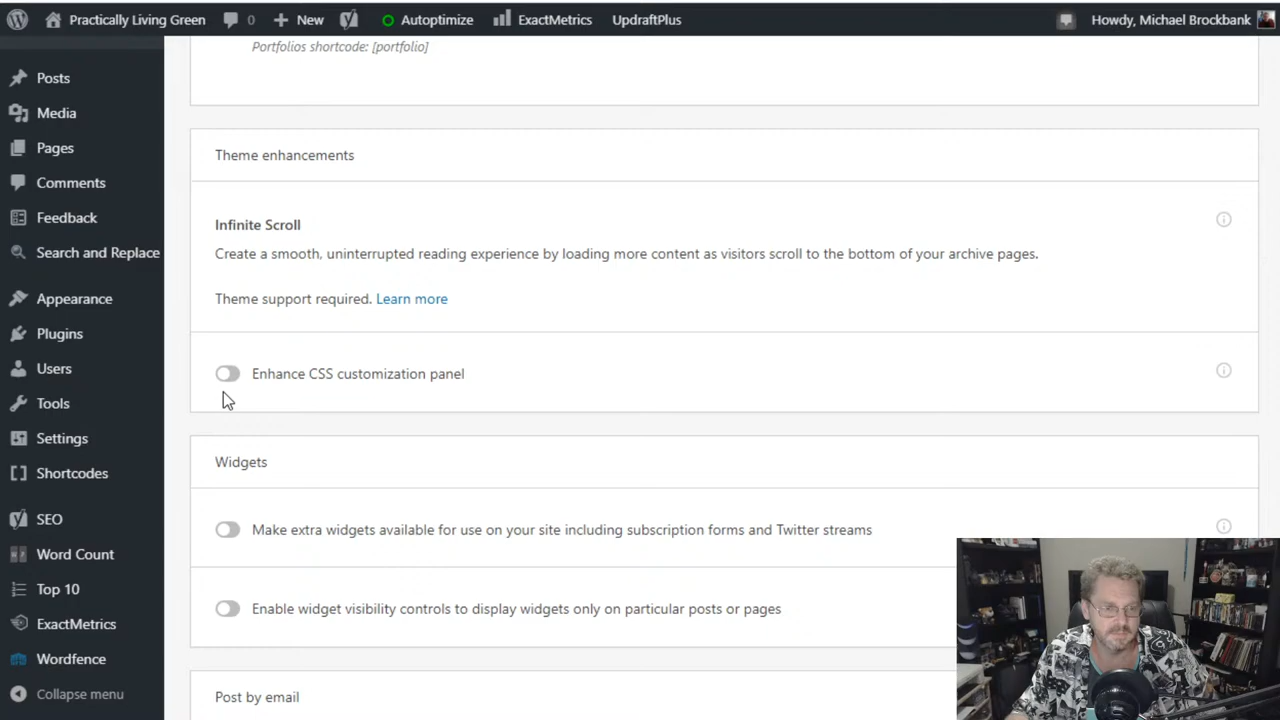 Practically Living Green 0 New Autoptimize ExactMetrics UpdraftPlus Howdy, Michael Brockbank
Portfolios shortcode: [portfolio]
Posts
Media
Pages
Comments
Feedback
Search and Replace
Appearance
Plugins
Users
Tools
Settings
Shortcodes
SEO
Word Count
Top 10
ExactMetrics
Wordfence
Collapse menu
Theme enhancements
Infinite Scroll
Create a smooth, uninterrupted reading experience by loading more content as visitors scroll to the bottom of your archive pages.
Theme support required. Learn more
Enhance CSS customization panel
Widgets
Make extra widgets available for use on your site including subscription forms and Twitter streams
Enable widget visibility controls to display widgets only on particular posts or pages
Post by email